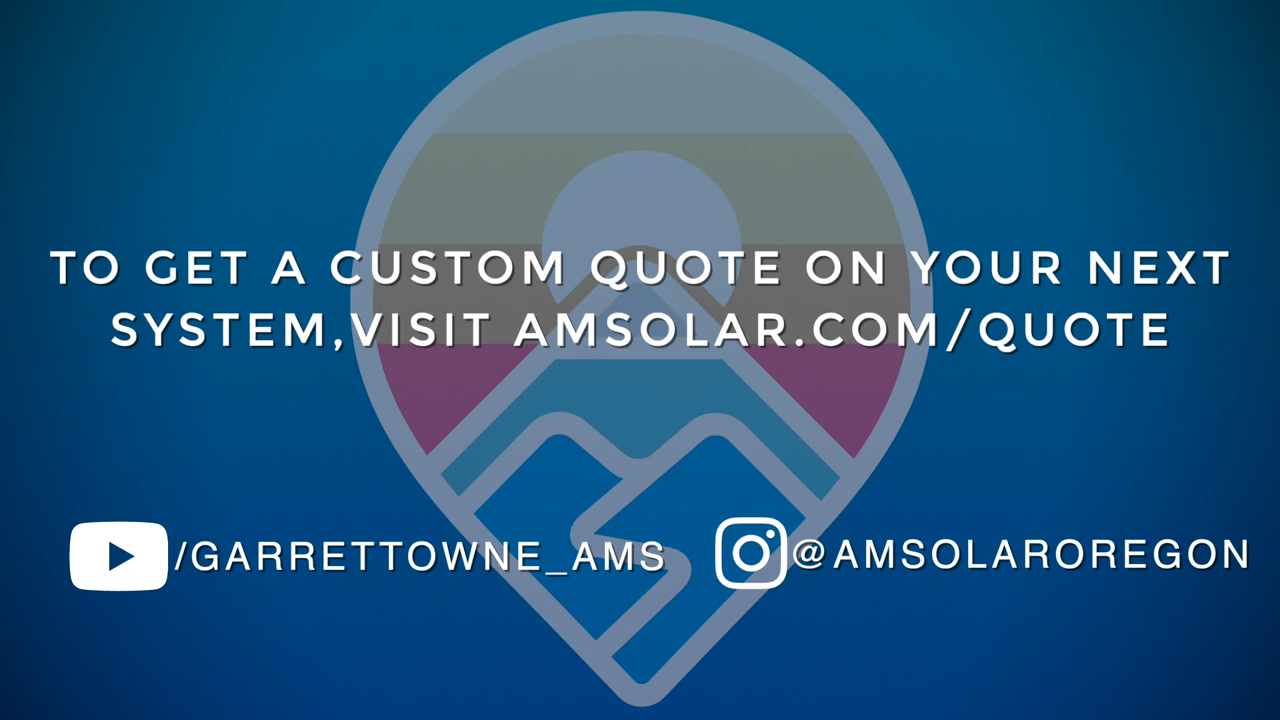 TO GET A CUSTOM QUOTE ON YOUR NEXT
SYSTEM,VISIT AMSOLAR.COM/QUOTE
/GARRETTOWNE_AMS
@AMSOLAROREGON